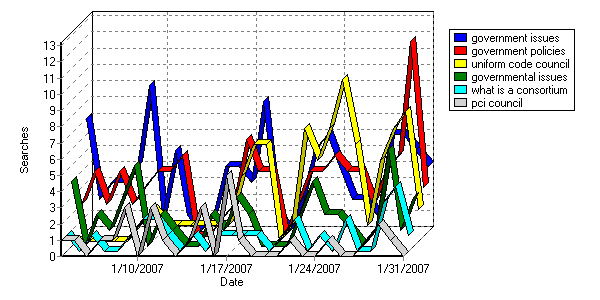 13
12
11
10
9
8
7
6
5
4
3
2
1
0
Searches
1/10/2007
1/17/2007
1/24/2007
1/31/2007
Date
government issues
government policies
uniform code council
governmental issues
what is a consortium
pci council